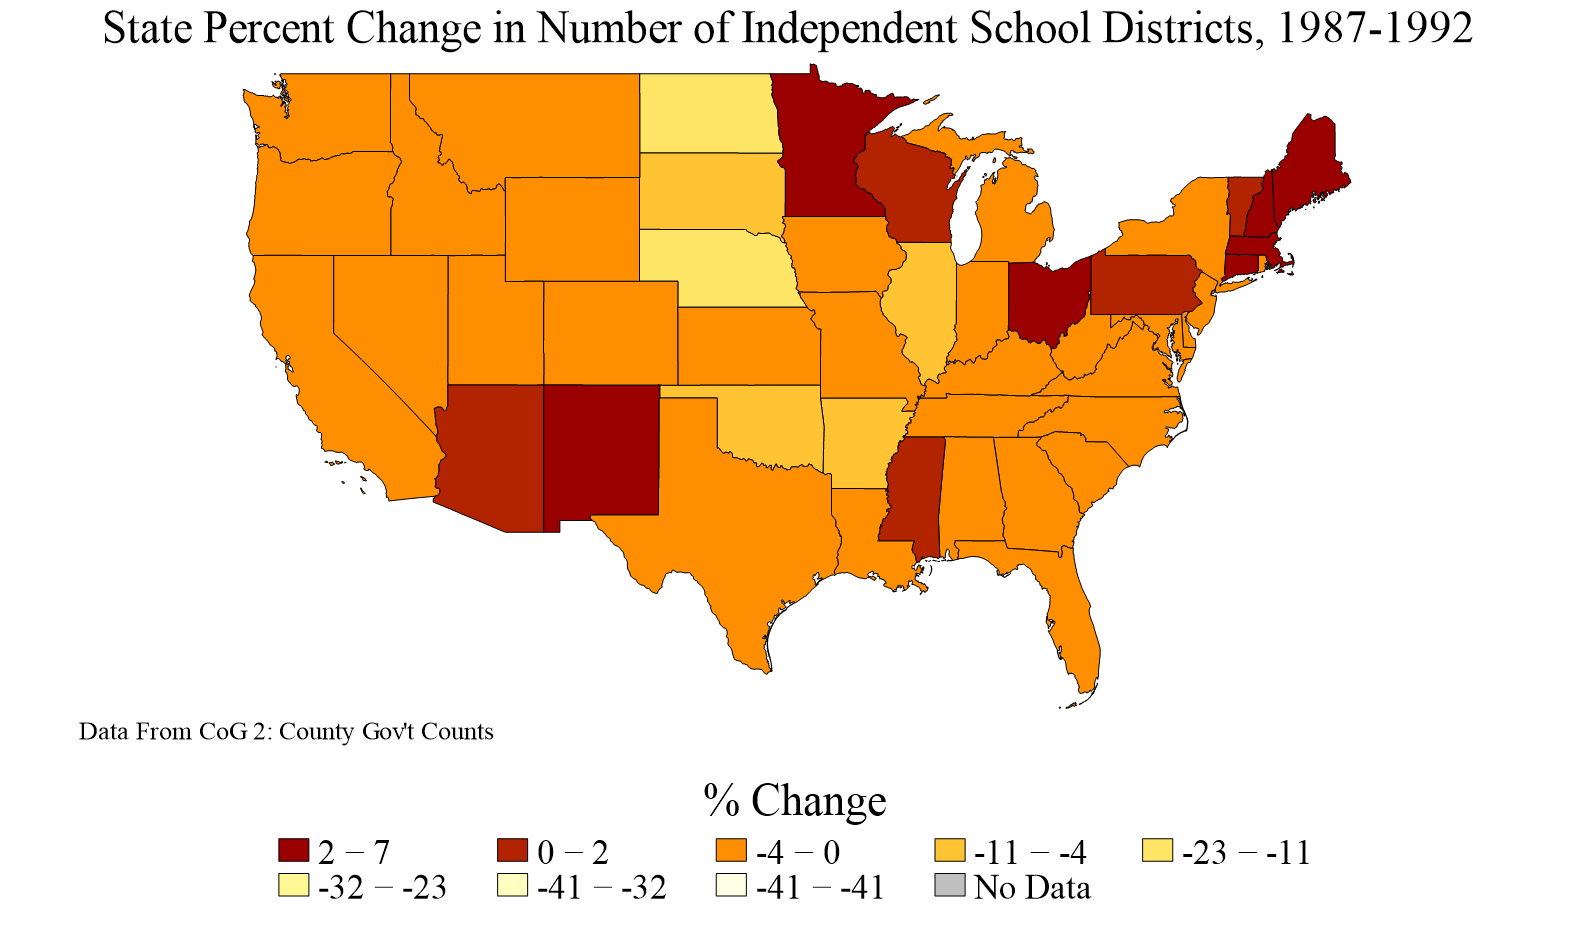 State Percent Change in Number of Independent School Districts, 1987-1992
Data From CoG 2: County Gov't Counts
% Change
2 − 7
0 − 2
-4 − 0
-11 − -4
-23 − -11
-32 − -23
-41 − -32
-41 − -41
No Data